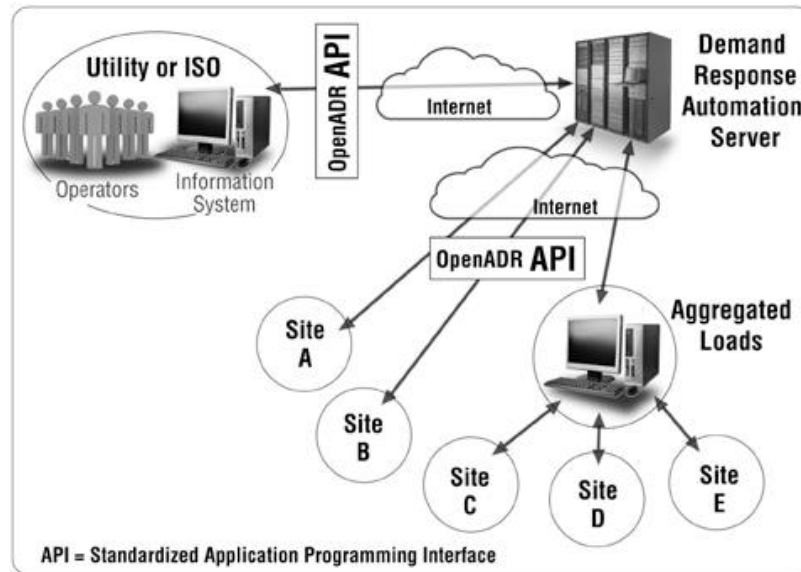 Utility or ISO
Operators
Information
System
OpenADR API
Internet
Demand
Response
Automation
Server
Internet
OpenADR API
Site
A
Site
B
Aggregated
Loads
Site
C
Site
D
Site
E
API = Standardized Application Programming Interface